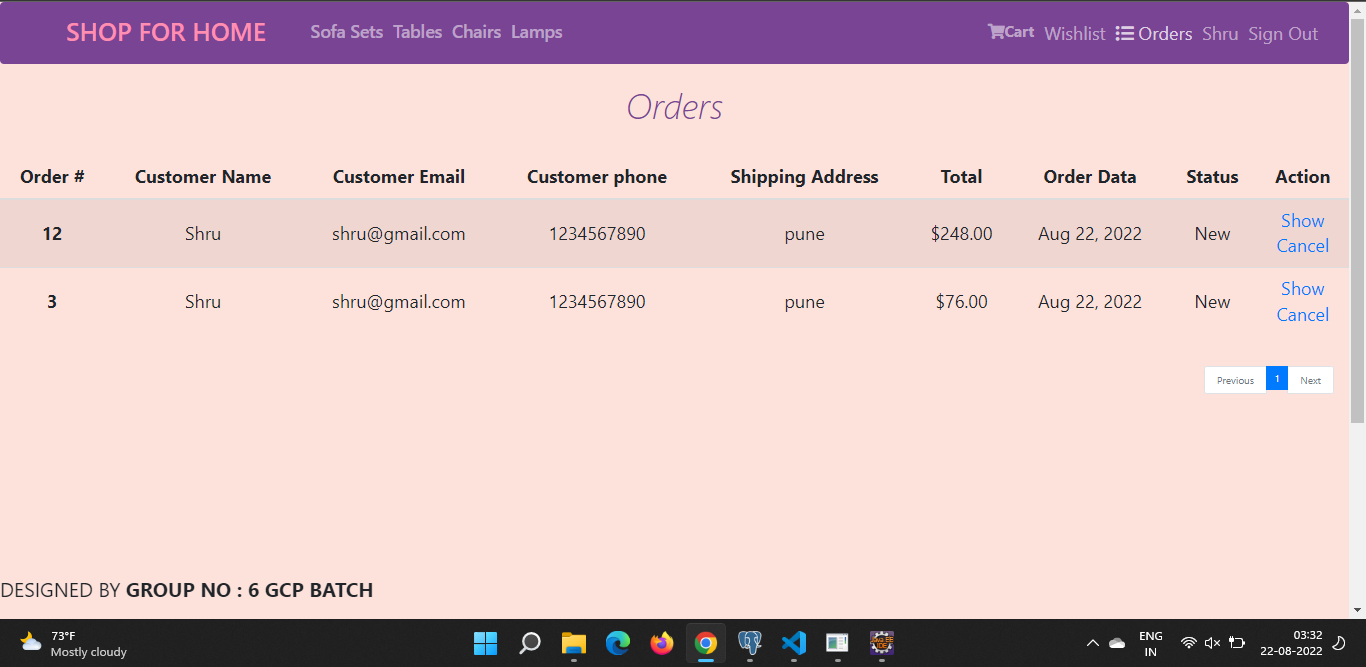 SHOP FOR HOME Sofa Sets Tables Chairs Lamps Cart Wishlist Orders Shru Sign Out
Orders
Order # Customer Name Customer Email Customer phone Shipping Address Total Order Data Status Action
12 Shru shru@gmail.com 1234567890 pune $248.00 Aug 22, 2022 New Show
Cancel
3 Shru shru@gmail.com 1234567890 pune $76.00 Aug 22, 2022 New Show
Cancel
Previous 1 Next
DESIGNED BY GROUP NO : 6 GCP BATCH
73°F
Mostly cloudy
ENG
IN
03:32
22-08-2022